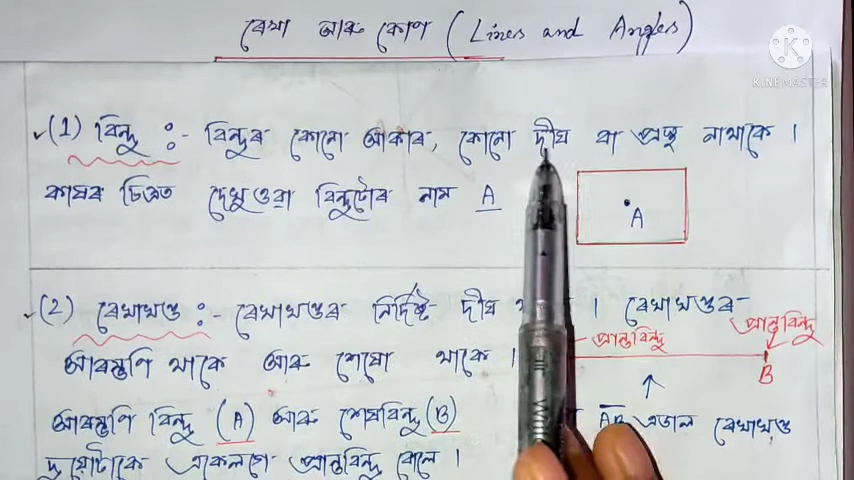 ৰেখা আৰু কোণ (Lines and Angles)
KINEMASTER
(1) বিন্দু :- বিন্দুৰ কোনো আকাৰ, কোনো দীঘ বা প্ৰস্থ নাথাকে ।
কাষৰ চিত্ৰত দেখুওৱা বিন্দুটোৰ নাম A
A
(2) ৰেখাখণ্ড :- ৰেখাখণ্ডৰ নিৰ্দিষ্ট দীঘ । ৰেখাখণ্ডৰ
আৰম্ভণি থাকে আৰু শেষো থাকে ।
প্ৰান্তবিন্দু
প্ৰান্তবিন্দু
B
আৰম্ভণি বিন্দু (A) আৰু শেষবিন্দু (B)
AB এডাল ৰেখাখণ্ড
দুয়োটাকে একেলগে প্ৰান্তবিন্দু বোলে ।